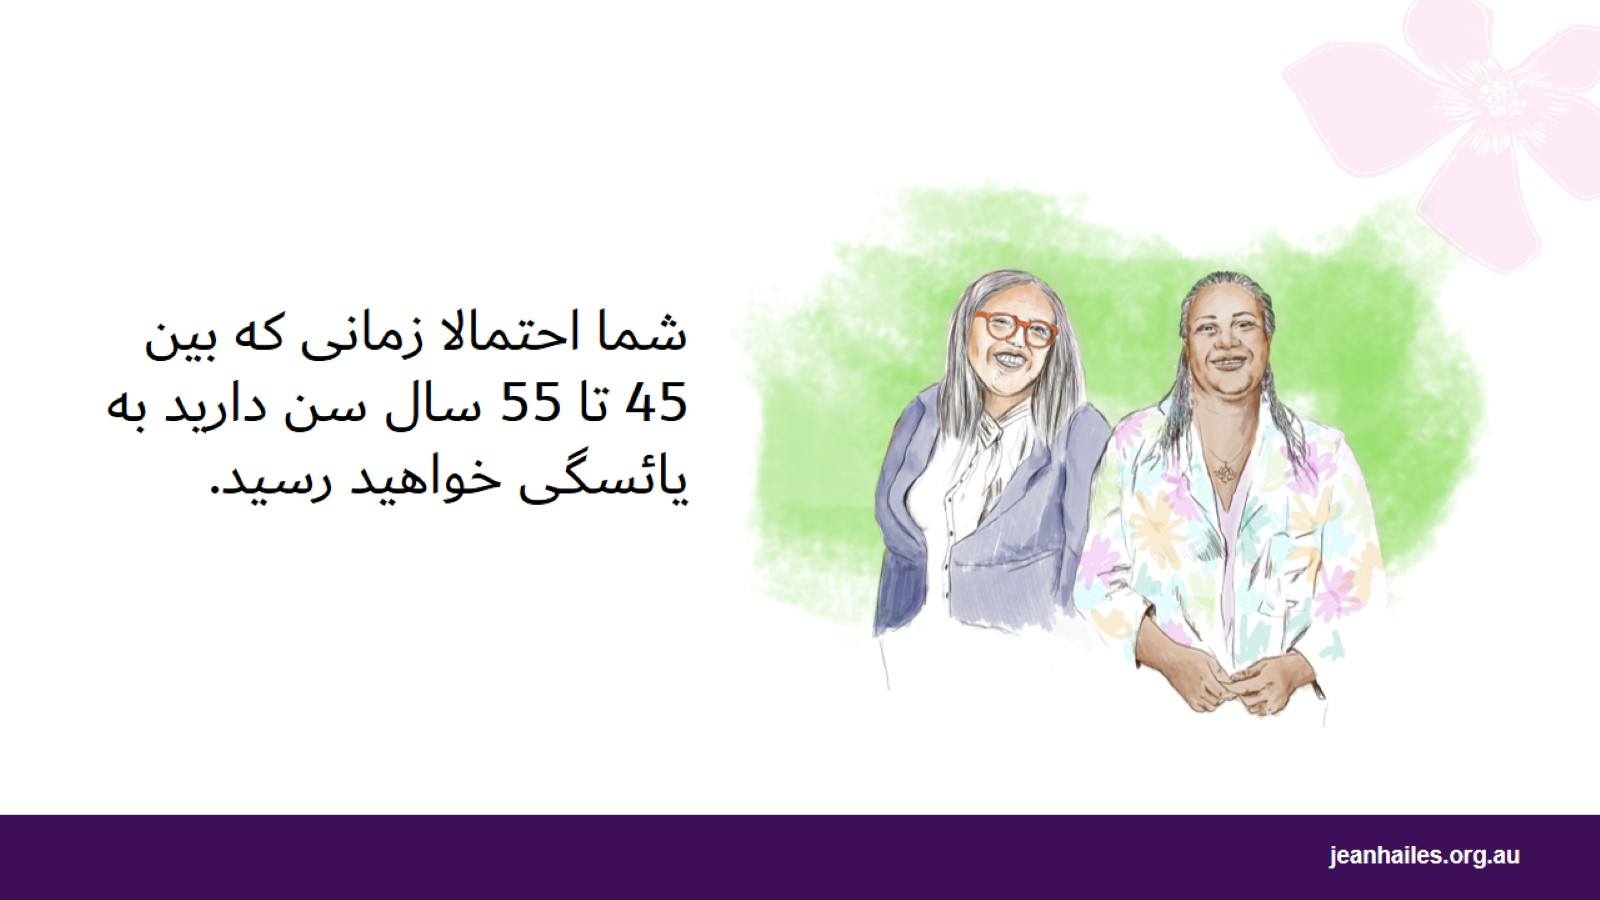 شما احتمالا زمانی که بین
45 تا 55 سال سن دارید به
یائسگی خواهید رسید.
jeanhailes.org.au